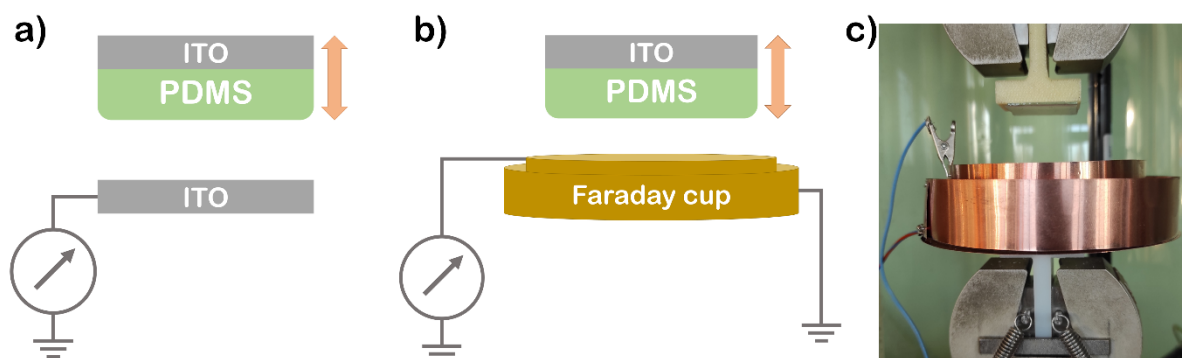 a)
ITO
PDMS
ITO
b)
ITO
PDMS
Faraday cup
c)